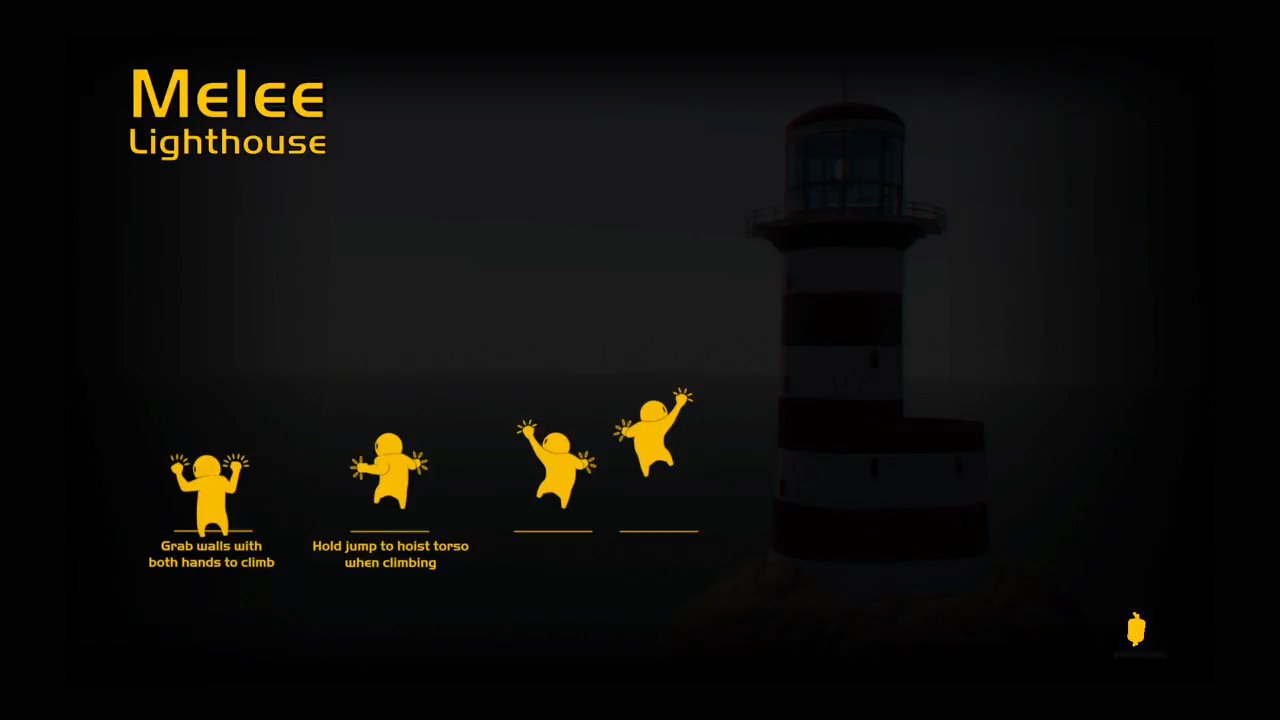 Melee
Lighthouse
Grab walls with
both hands to climb
Hold jump to hoist torso
when climbing